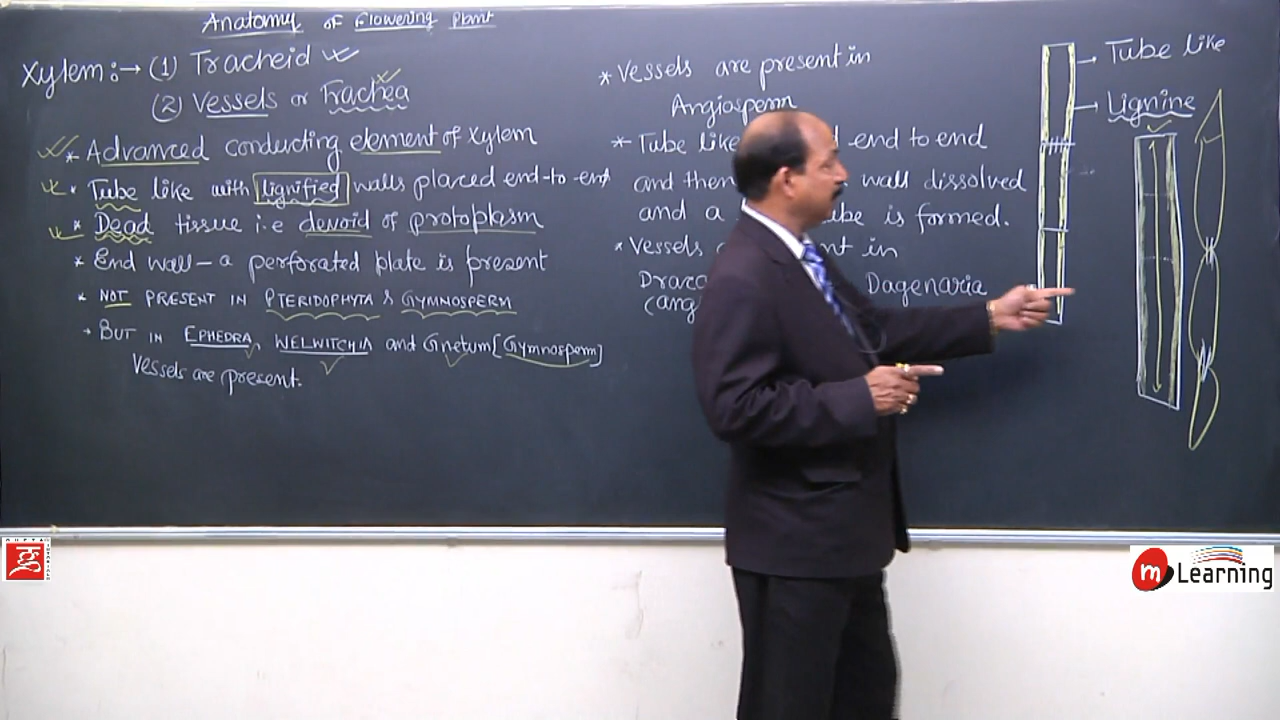 Anatomy of Flowering Plant
Xylem :→ (1) Tracheid
(2) Vessels or Trachea
* Advanced conducting element of Xylem
* Tube like with lignified walls placed end-to-end
* Dead tissue i.e devoid of protoplasm
* End wall – a perforated plate is present
* NOT PRESENT IN PTERIDOPHYTA & GYMNOSPERM
→ BUT IN EPHEDRA, WELWITCHIA and Gnetum [Gymnosperm]
Vessels are present.
* Vessels are present in
Angiosperm
* Tube like end to end
and wall dissolved
and a is formed.
* Vessels in
Dagenaria
→ Tube like
→ Lignine
m Learning